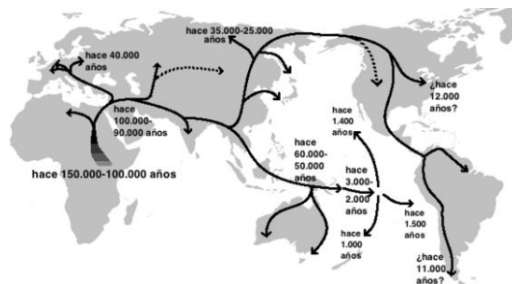 hace 40.000
años
hace 35.000-25.000
años
¿hace
12.000
años?
hace
100.000-
90.000 años
hace
1.400
años
hace 150.000-100.000 años
hace
60.000-
50.000
años
hace
3.000-
2.000
años
hace
1.500
años
hace
1.000
años
¿hace
11.000
años?